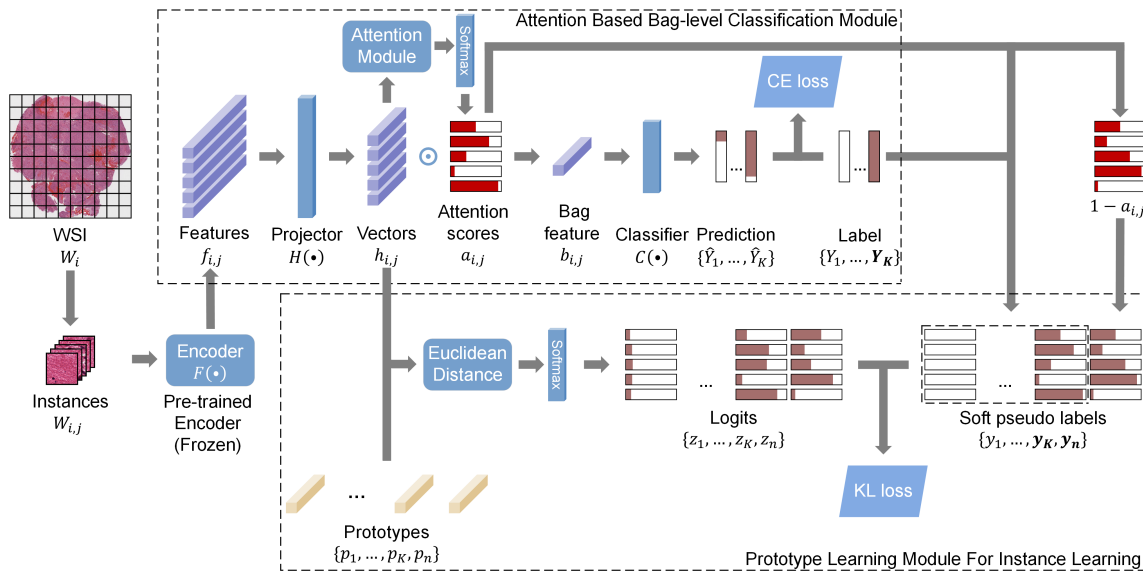 Attention Based Bag-level Classification Module
Attention
Module
Softmax
CE loss
...
...
WSI
W_i
Features
f_{i,j}
Projector
H(•)
Vectors
h_{i,j}
Attention
scores
a_{i,j}
Bag
feature
b_{i,j}
Classifier
C(•)
Prediction
{Ŷ_1, ... , Ŷ_K}
Label
{Y_1, ... , Y_K}
1 − a_{i,j}
Instances
W_{i,j}
Encoder
F(•)
Pre-trained
Encoder
(Frozen)
Euclidean
Distance
Softmax
...
Logits
{z_1, ... , z_K, z_n}
...
Soft pseudo labels
{y_1, ... , y_K, y_n}
KL loss
...
Prototypes
{p_1, ... , p_K, p_n}
Prototype Learning Module For Instance Learning